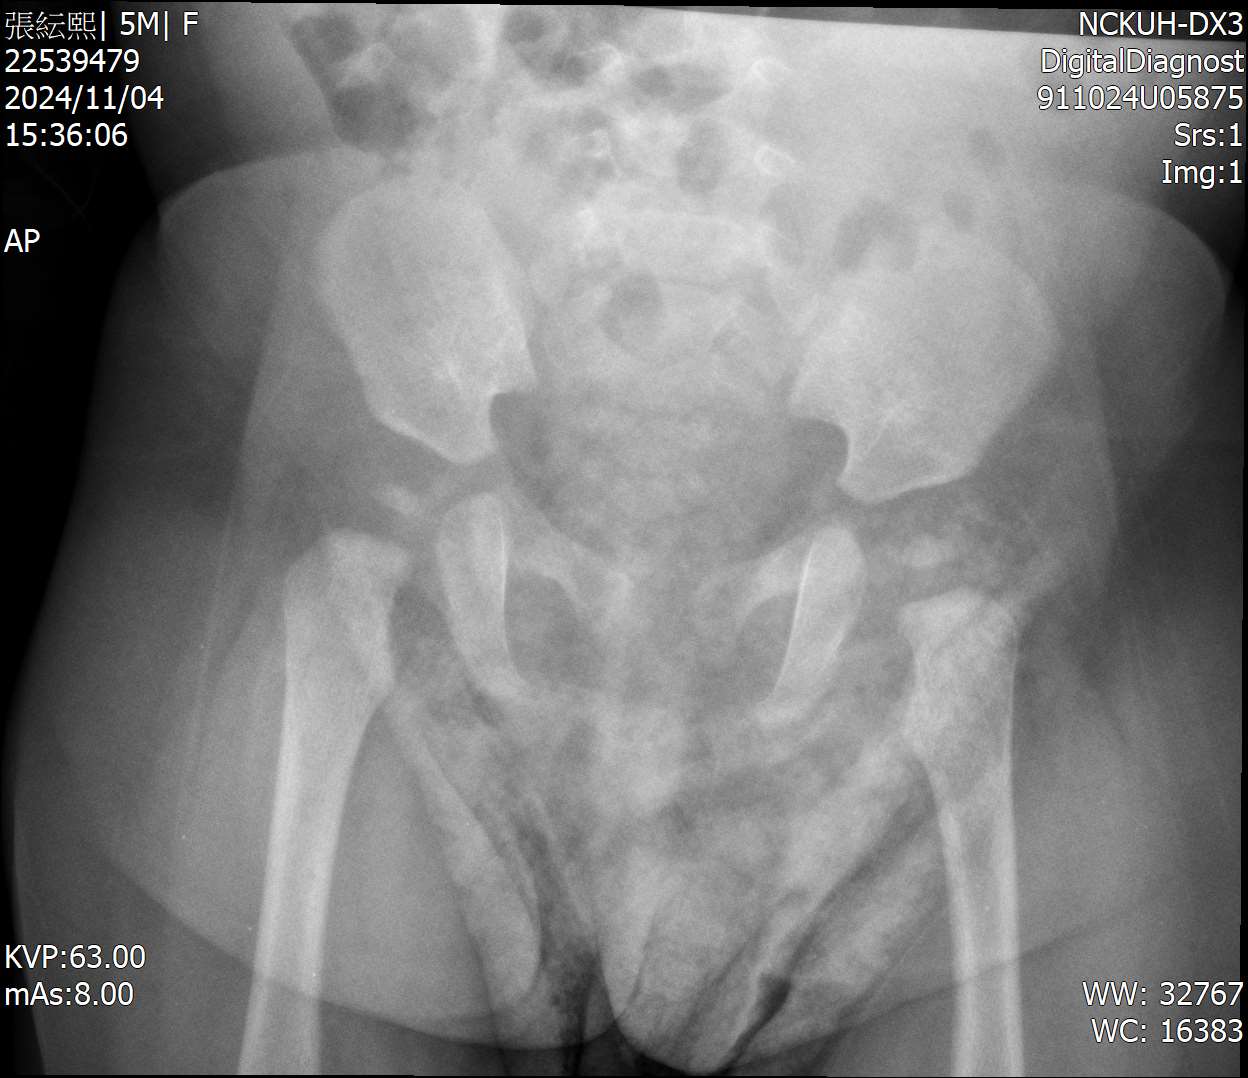 張紜熙| 5M| F
22539479
2024/11/04
15:36:06
AP
NCKUH-DX3
DigitalDiagnost
911024U05875
Srs:1
Img:1
KVP:63.00
mAs:8.00
WW: 32767
WC: 16383